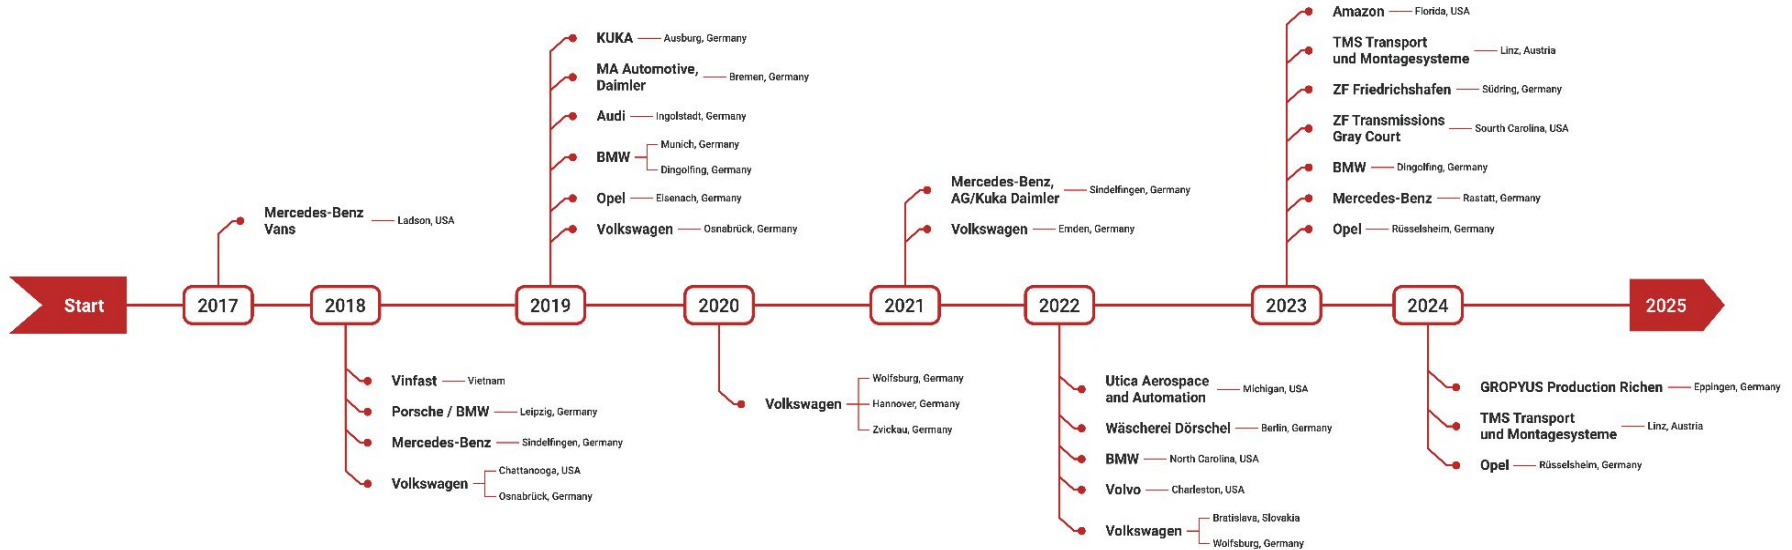 Start
2017
Mercedes-Benz
Vans
Ladson, USA
2018
Vinfast
Vietnam
Porsche / BMW
Leipzig, Germany
Mercedes-Benz
Sindelfingen, Germany
Volkswagen
Chattanooga, USA
Osnabrück, Germany
2019
KUKA
Ausburg, Germany
MA Automotive,
Daimler
Bremen, Germany
Audi
Ingolstadt, Germany
BMW
Munich, Germany
Dingolfing, Germany
Opel
Eisenach, Germany
Volkswagen
Osnabrück, Germany
2020
Volkswagen
Wolfsburg, Germany
Hannover, Germany
Zvickau, Germany
2021
Mercedes-Benz,
AG/Kuka Daimler
Sindelfingen, Germany
Volkswagen
Emden, Germany
2022
Utica Aerospace
and Automation
Michigan, USA
Wäscherei Dörschel
Berlin, Germany
BMW
North Carolina, USA
Volvo
Charleston, USA
Volkswagen
Bratislava, Slovakia
Wolfsburg, Germany
2023
Amazon
Florida, USA
TMS Transport
und Montagesysteme
Linz, Austria
ZF Friedrichshafen
Südring, Germany
ZF Transmissions
Gray Court
Sourth Carolina, USA
BMW
Dingolfing, Germany
Mercedes-Benz
Rastatt, Germany
Opel
Rüsselsheim, Germany
2024
GROPYUS Production Richen
Eppingen, Germany
TMS Transport
und Montagesysteme
Linz, Austria
Opel
Rüsselsheim, Germany
2025